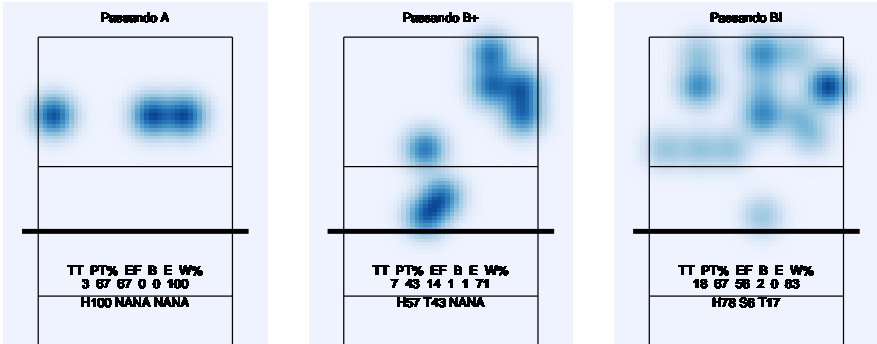 Passando A
TT PT% EF B E W%
3 67 67 0 0 100
H100 NANA NANA
Passando B+
TT PT% EF B E W%
7 43 14 1 1 71
H57 T43 NANA
Passando B!
TT PT% EF B E W%
18 67 56 2 0 83
H78 S6 T17